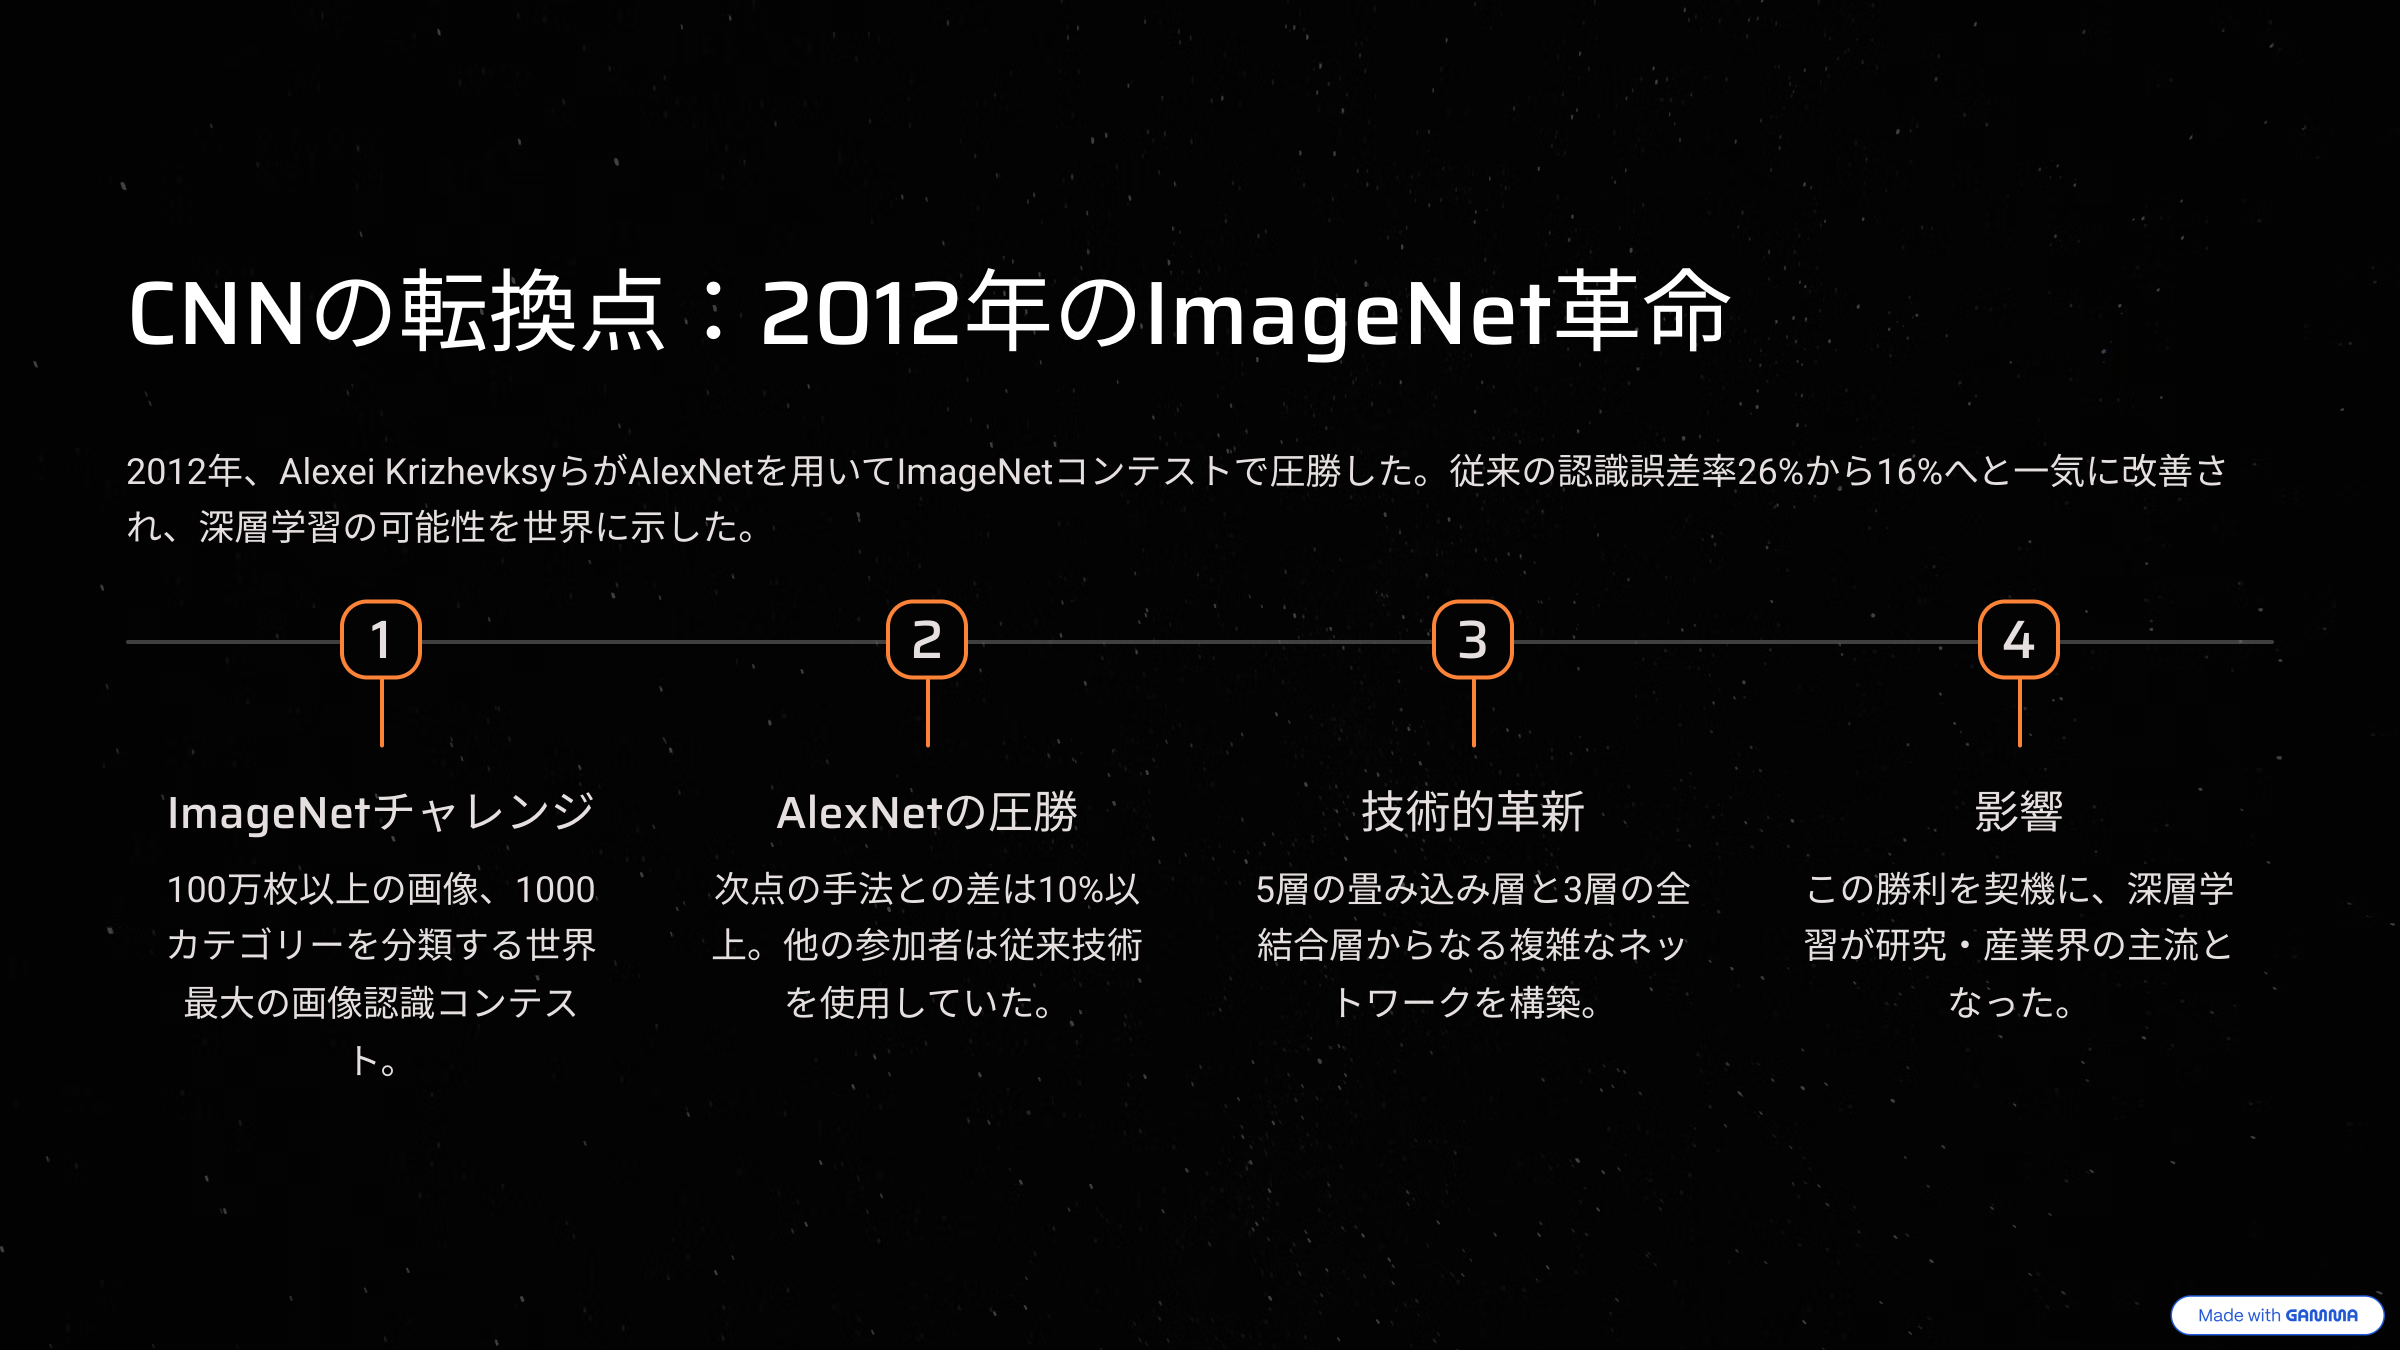 CNNの転換点：2012年のImageNet革命
2012年、Alexei KrizhevksyらがAlexNetを用いてImageNetコンテストで圧勝した。従来の認識誤差率26%から16%へと一気に改善さ
れ、深層学習の可能性を世界に示した。
1
2
3
4
ImageNetチャレンジ
100万枚以上の画像、1000
カテゴリーを分類する世界
最大の画像認識コンテス
ト。
AlexNetの圧勝
次点の手法との差は10%以
上。他の参加者は従来技術
を使用していた。
技術的革新
5層の畳み込み層と3層の全
結合層からなる複雑なネッ
トワークを構築。
影響
この勝利を契機に、深層学
習が研究・産業界の主流と
なった。
Made with GAMMA